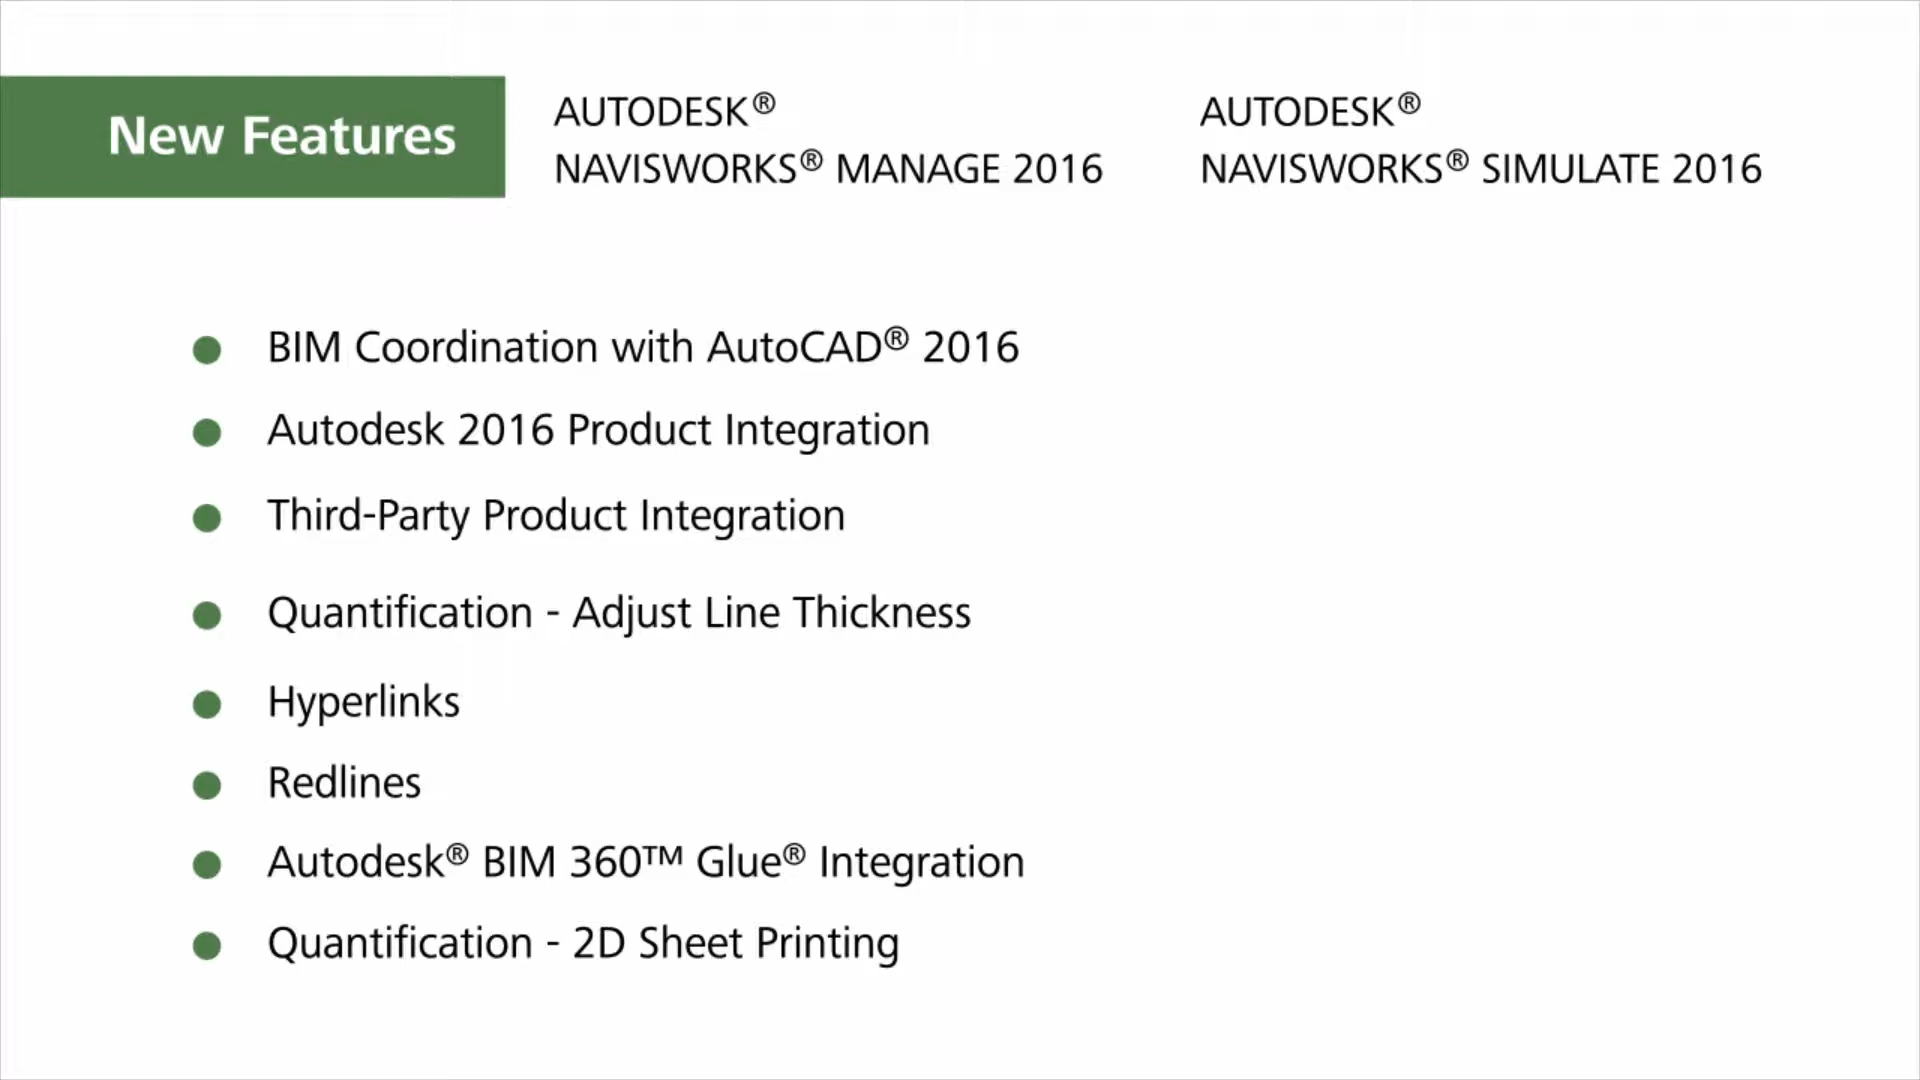 New Features
AUTODESK®
NAVISWORKS® MANAGE 2016
AUTODESK®
NAVISWORKS® SIMULATE 2016
BIM Coordination with AutoCAD® 2016
Autodesk 2016 Product Integration
Third-Party Product Integration
Quantification - Adjust Line Thickness
Hyperlinks
Redlines
Autodesk® BIM 360™ Glue® Integration
Quantification - 2D Sheet Printing